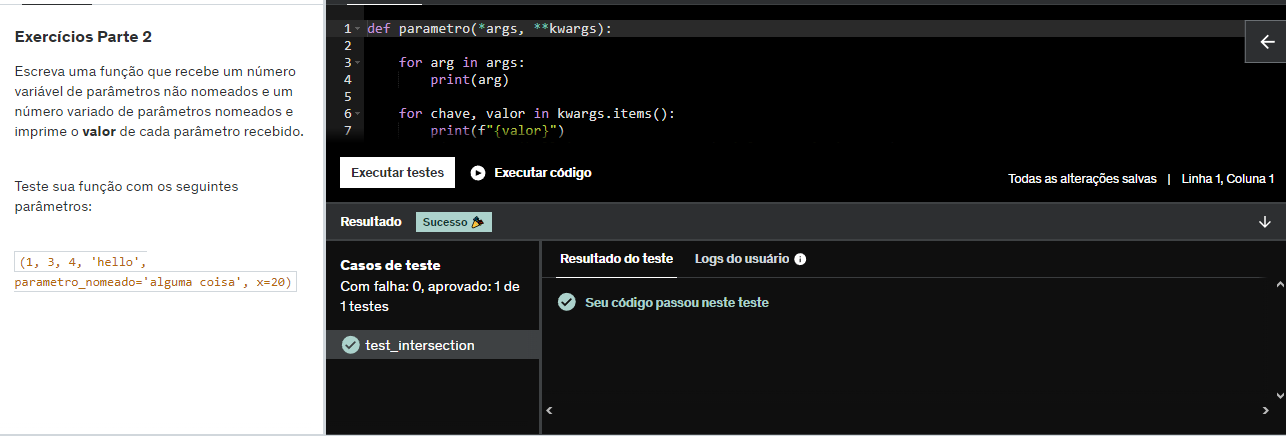 Exercícios Parte 2
Escreva uma função que recebe um número
variável de parâmetros não nomeados e um
número variado de parâmetros nomeados e
imprime o valor de cada parâmetro recebido.
Teste sua função com os seguintes
parâmetros:
(1, 3, 4, 'hello',
parametro_nomeado='alguma coisa', x=20)
1 def parametro(*args, **kwargs):
2
3     for arg in args:
4         print(arg)
5
6     for chave, valor in kwargs.items():
7         print(f"{valor}")
Executar testes
Executar código
Todas as alterações salvas | Linha 1, Coluna 1
Resultado
Sucesso
Casos de teste
Com falha: 0, aprovado: 1 de
1 testes
test_intersection
Resultado do teste
Logs do usuário
Seu código passou neste teste